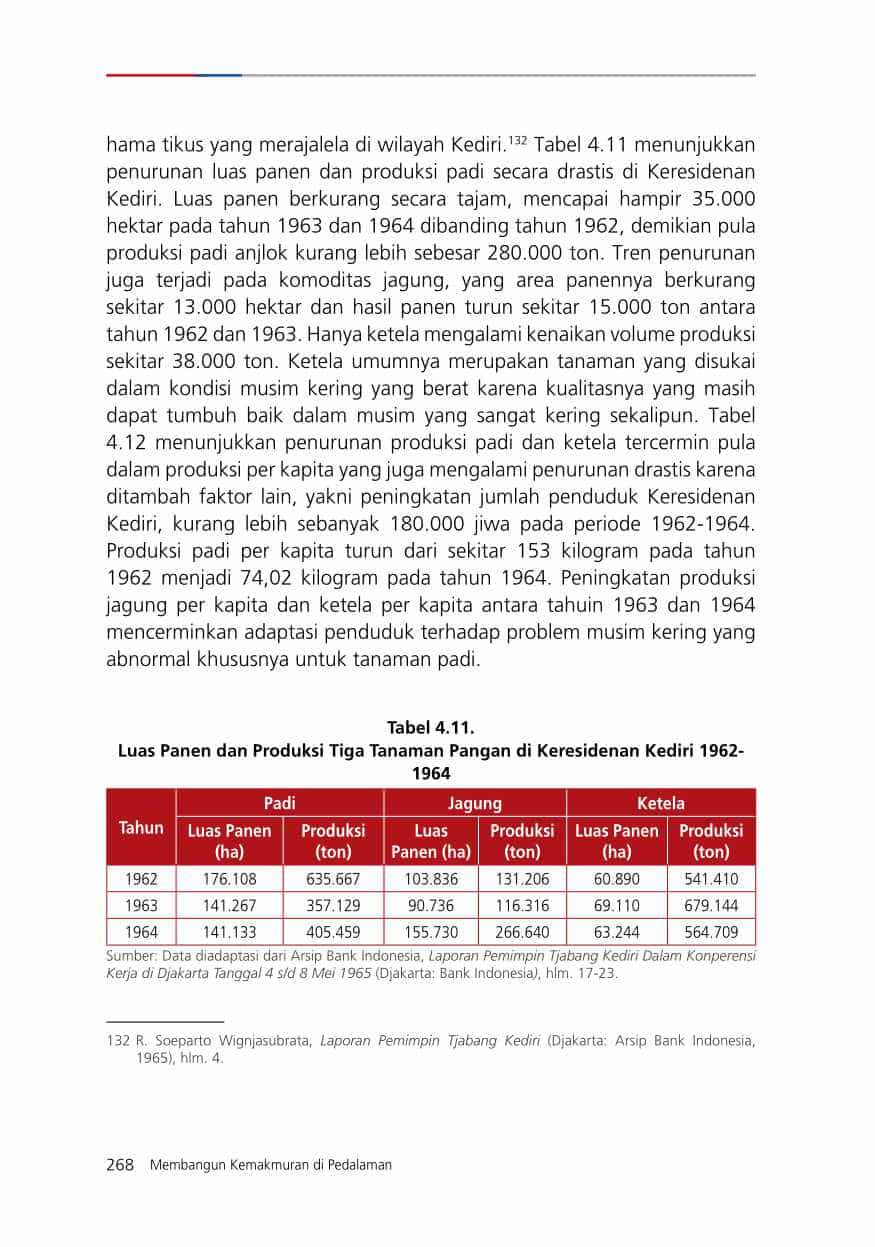 hama tikus yang merajalela di wilayah Kediri.132 Tabel 4.11 menunjukkan
penurunan luas panen dan produksi padi secara drastis di Keresidenan
Kediri. Luas panen berkurang secara tajam, mencapai hampir 35.000
hektar pada tahun 1963 dan 1964 dibanding tahun 1962, demikian pula
produksi padi anjlok kurang lebih sebesar 280.000 ton. Tren penurunan
juga terjadi pada komoditas jagung, yang area panennya berkurang
sekitar 13.000 hektar dan hasil panen turun sekitar 15.000 ton antara
tahun 1962 dan 1963. Hanya ketela mengalami kenaikan volume produksi
sekitar 38.000 ton. Ketela umumnya merupakan tanaman yang disukai
dalam kondisi musim kering yang berat karena kualitasnya yang masih
dapat tumbuh baik dalam musim yang sangat kering sekalipun. Tabel
4.12 menunjukkan penurunan produksi padi dan ketela tercermin pula
dalam produksi per kapita yang juga mengalami penurunan drastis karena
ditambah faktor lain, yakni peningkatan jumlah penduduk Keresidenan
Kediri, kurang lebih sebanyak 180.000 jiwa pada periode 1962-1964.
Produksi padi per kapita turun dari sekitar 153 kilogram pada tahun
1962 menjadi 74,02 kilogram pada tahun 1964. Peningkatan produksi
jagung per kapita dan ketela per kapita antara tahuin 1963 dan 1964
mencerminkan adaptasi penduduk terhadap problem musim kering yang
abnormal khususnya untuk tanaman padi.
Tabel 4.11.
Luas Panen dan Produksi Tiga Tanaman Pangan di Keresidenan Kediri 1962-
1964
Padi Jagung Ketela
Tahun Luas Panen Produksi Luas Produksi Luas Panen Produksi
(ha) (ton) Panen (ha) (ton) (ha) (ton)
1962 176.108 635.667 103.836 131.206 60.890 541.410
1963 141.267 357.129 90.736 116.316 69.110 679.144
1964 141.133 405.459 155.730 266.640 63.244 564.709
Sumber: Data diadaptasi dari Arsip Bank Indonesia, Laporan Pemimpin Tjabang Kediri Dalam Konperensi
Kerja di Djakarta Tanggal 4 s/d 8 Mei 1965 (Djakarta: Bank Indonesia), hlm. 17-23.
132 R. Soeparto Wignjasubrata, Laporan Pemimpin Tjabang Kediri (Djakarta: Arsip Bank Indonesia,
1965), hlm. 4.
268 Membangun Kemakmuran di Pedalaman